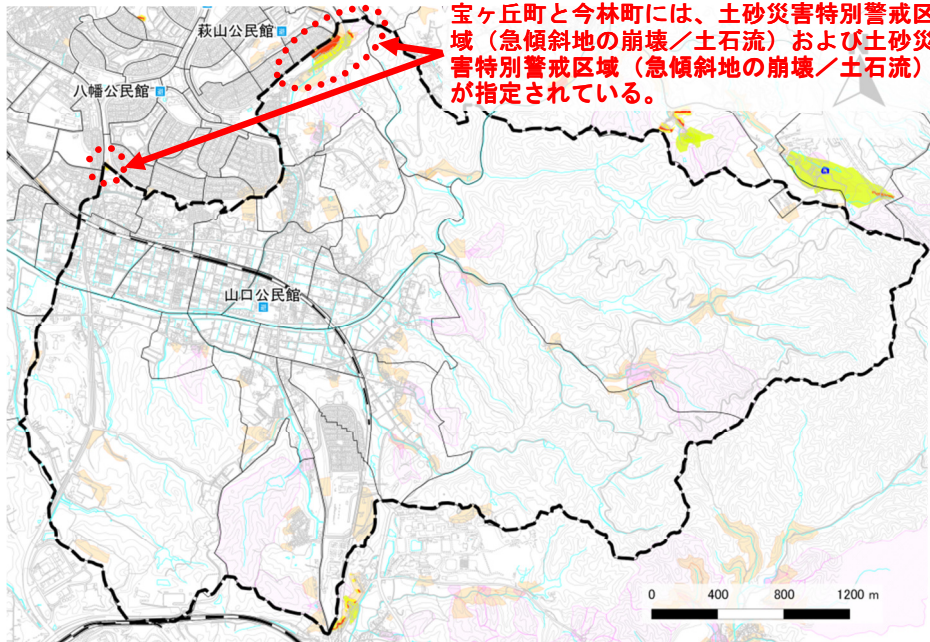 宝ヶ丘町と今林町には、土砂災害特別警戒区
域（急傾斜地の崩壊／土石流）および土砂災
害特別警戒区域（急傾斜地の崩壊／土石流）
が指定されている。
萩山公民館
八幡公民館
山口公民館
0 400 800 1200 m